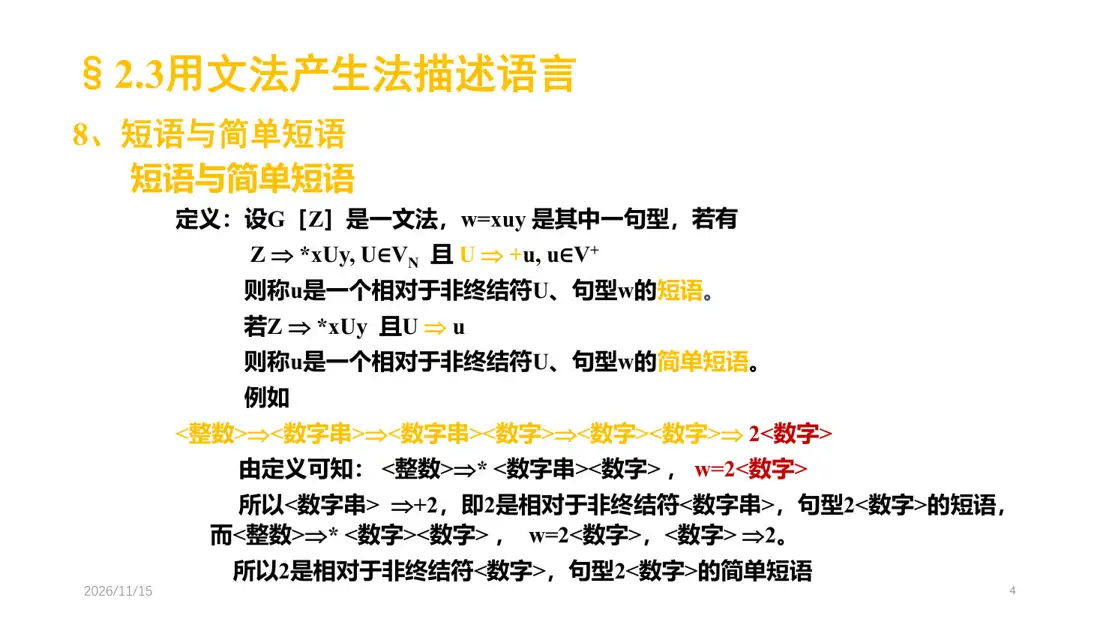 §2.3用文法产生法描述语言
8、短语与简单短语
短语与简单短语
定义：设G［Z］是一文法，w=xuy 是其中一句型，若有
Z ⇒ *xUy, U∈VN 且 U ⇒ +u, u∈V+
则称u是一个相对于非终结符U、句型w的短语。
若Z ⇒ *xUy 且U ⇒ u
则称u是一个相对于非终结符U、句型w的简单短语。
例如
<整数>⇒<数字串>⇒<数字串><数字>⇒<数字><数字>⇒ 2<数字>
由定义可知： <整数>⇒* <数字串><数字> ， w=2<数字>
所以<数字串> ⇒+2，即2是相对于非终结符<数字串>，句型2<数字>的短语，
而<整数>⇒* <数字><数字> ， w=2<数字>，<数字> ⇒2。
所以2是相对于非终结符<数字>，句型2<数字>的简单短语
2026/11/15
4